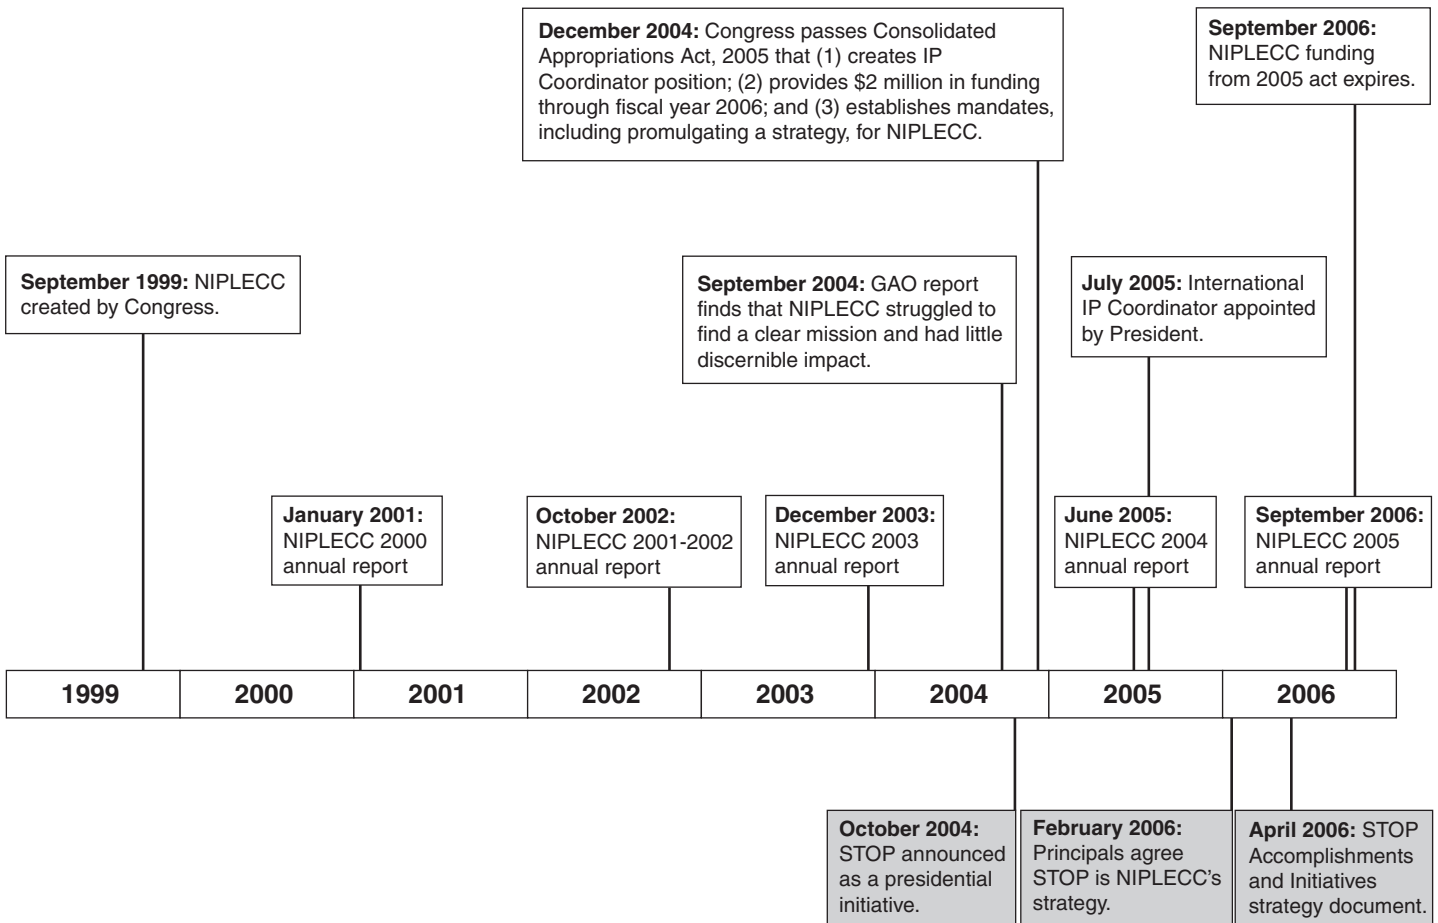 December 2004: Congress passes Consolidated
Appropriations Act, 2005 that (1) creates IP
Coordinator position; (2) provides $2 million in funding
through fiscal year 2006; and (3) establishes mandates,
including promulgating a strategy, for NIPLECC.
September 2006:
NIPLECC funding
from 2005 act expires.
September 1999: NIPLECC
created by Congress.
September 2004: GAO report
finds that NIPLECC struggled to
find a clear mission and had little
discernible impact.
July 2005: International
IP Coordinator appointed
by President.
January 2001:
NIPLECC 2000
annual report
October 2002:
NIPLECC 2001-2002
annual report
December 2003:
NIPLECC 2003
annual report
June 2005:
NIPLECC 2004
annual report
September 2006:
NIPLECC 2005
annual report
1999 2000 2001 2002 2003 2004 2005 2006
October 2004:
STOP announced
as a presidential
initiative.
February 2006:
Principals agree
STOP is NIPLECC's
strategy.
April 2006: STOP
Accomplishments
and Initiatives
strategy document.